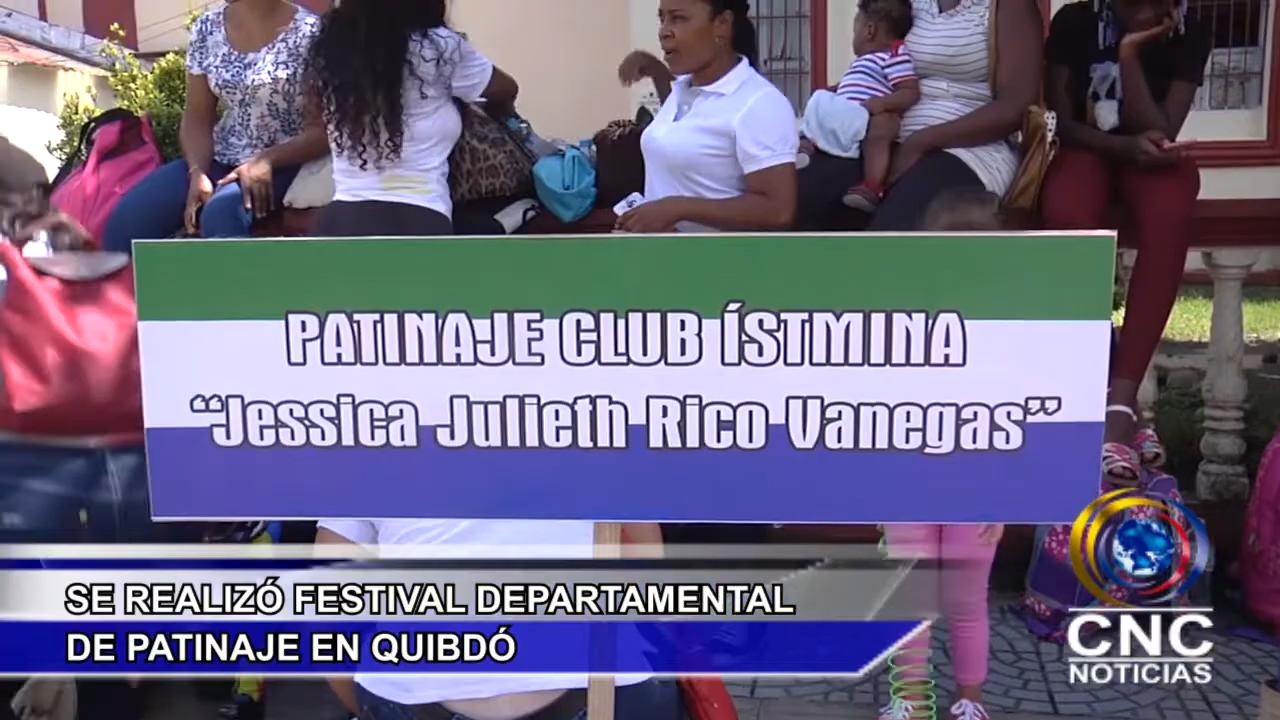 PATINAJE CLUB ÍSTMINA
“Jessica Julieth Rico Vanegas”
SE REALIZÓ FESTIVAL DEPARTAMENTAL
DE PATINAJE EN QUIBDÓ
CNC
NOTICIAS